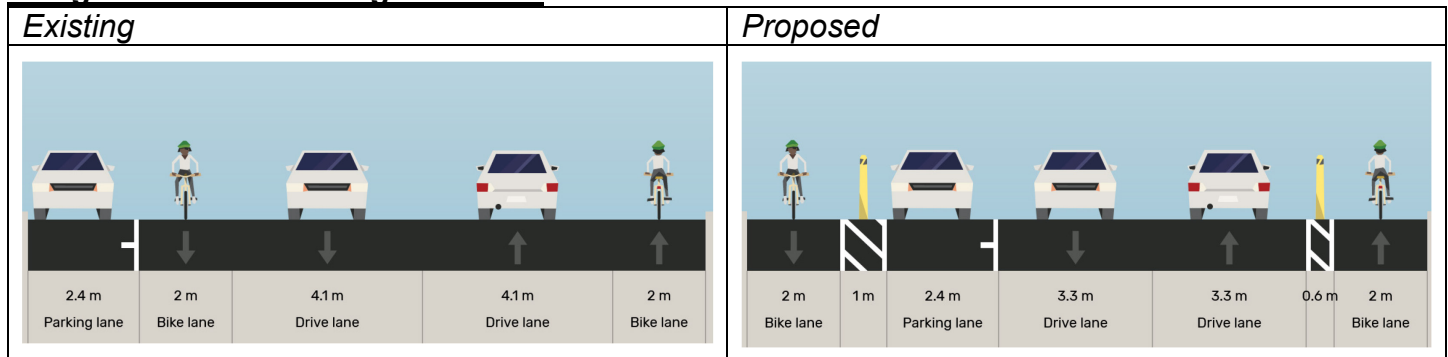 Existing
Proposed
2.4 m
2 m
4.1 m
4.1 m
2 m
Parking lane
Bike lane
Drive lane
Drive lane
Bike lane
2 m
1 m
2.4 m
3.3 m
3.3 m
0.6 m
2 m
Bike lane
Parking lane
Drive lane
Drive lane
Bike lane